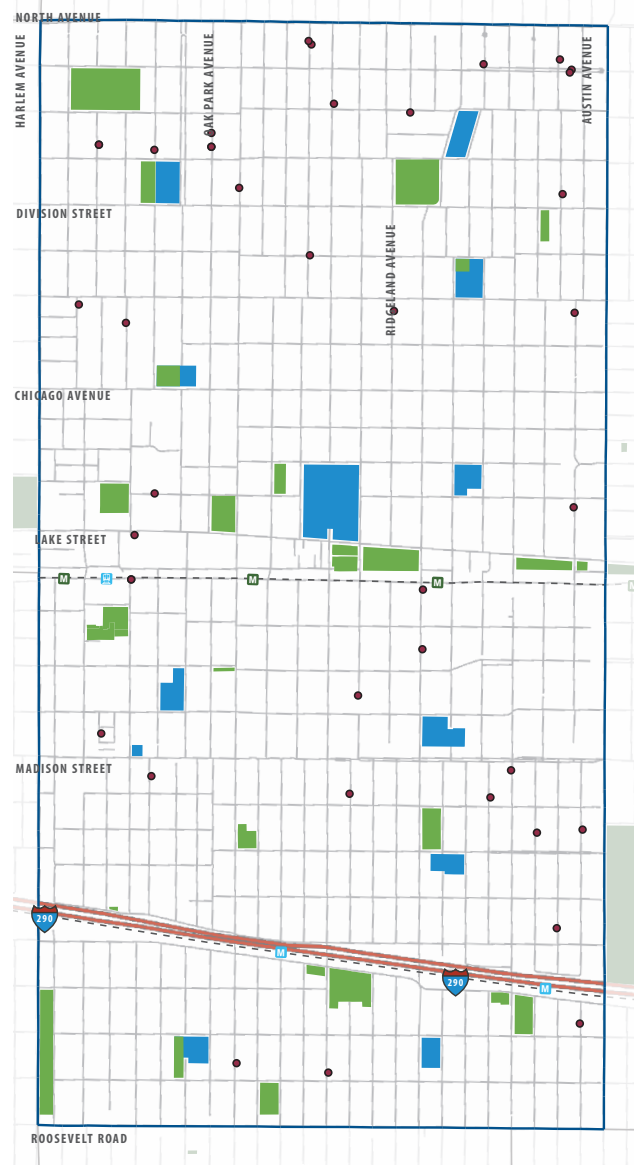 NORTH AVENUE
HARLEM AVENUE
OAK PARK AVENUE
AUSTIN AVENUE
DIVISION STREET
RIDGELAND AVENUE
CHICAGO AVENUE
LAKE STREET
M
M
M
M
MADISON STREET
290
M
290
M
ROOSEVELT ROAD